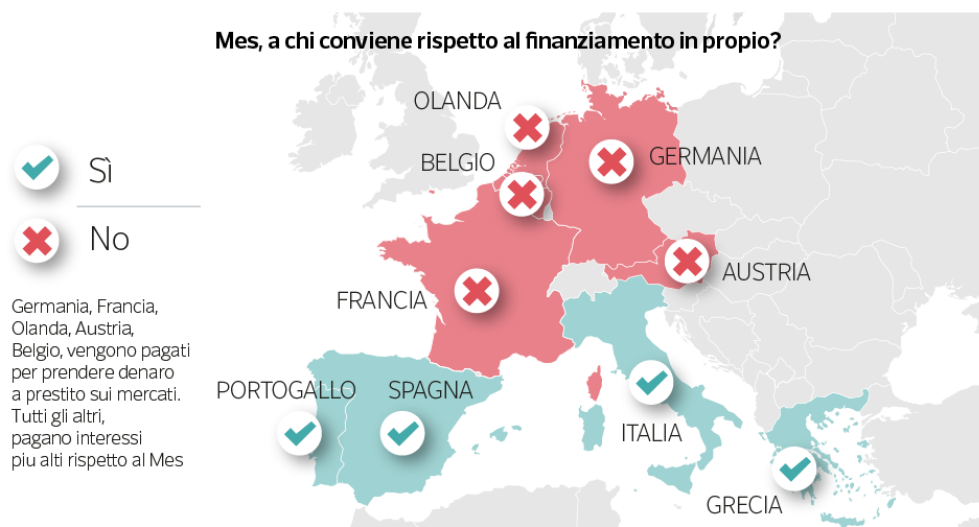 Mes, a chi conviene rispetto al finanziamento in propio?
Sì
No
Germania, Francia,
Olanda, Austria,
Belgio, vengono pagati
per prendere denaro
a prestito sui mercati.
Tutti gli altri,
pagano interessi
piu alti rispetto al Mes
OLANDA
BELGIO
GERMANIA
AUSTRIA
FRANCIA
PORTOGALLO
SPAGNA
ITALIA
GRECIA